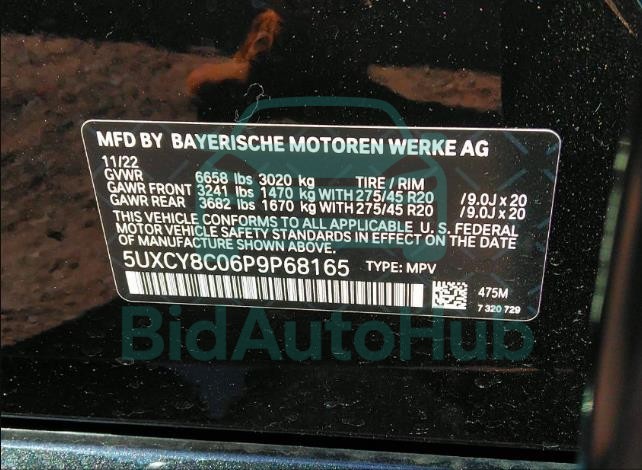 MFD BY BAYERISCHE MOTOREN WERKE AG
11/22
GVWR 6658 lbs 3020 kg TIRE / RIM
GAWR FRONT 3241 lbs 1470 kg WITH 275/45 R20 /9.0J x 20
GAWR REAR 3682 lbs 1670 kg WITH 275/45 R20 /9.0J x 20
THIS VEHICLE CONFORMS TO ALL APPLICABLE U. S. FEDERAL
MOTOR VEHICLE SAFETY STANDARDS IN EFFECT ON THE DATE
OF MANUFACTURE SHOWN ABOVE.
5UXCY8C06P9P68165 TYPE: MPV
475M
7 320 729
BidAutoHub